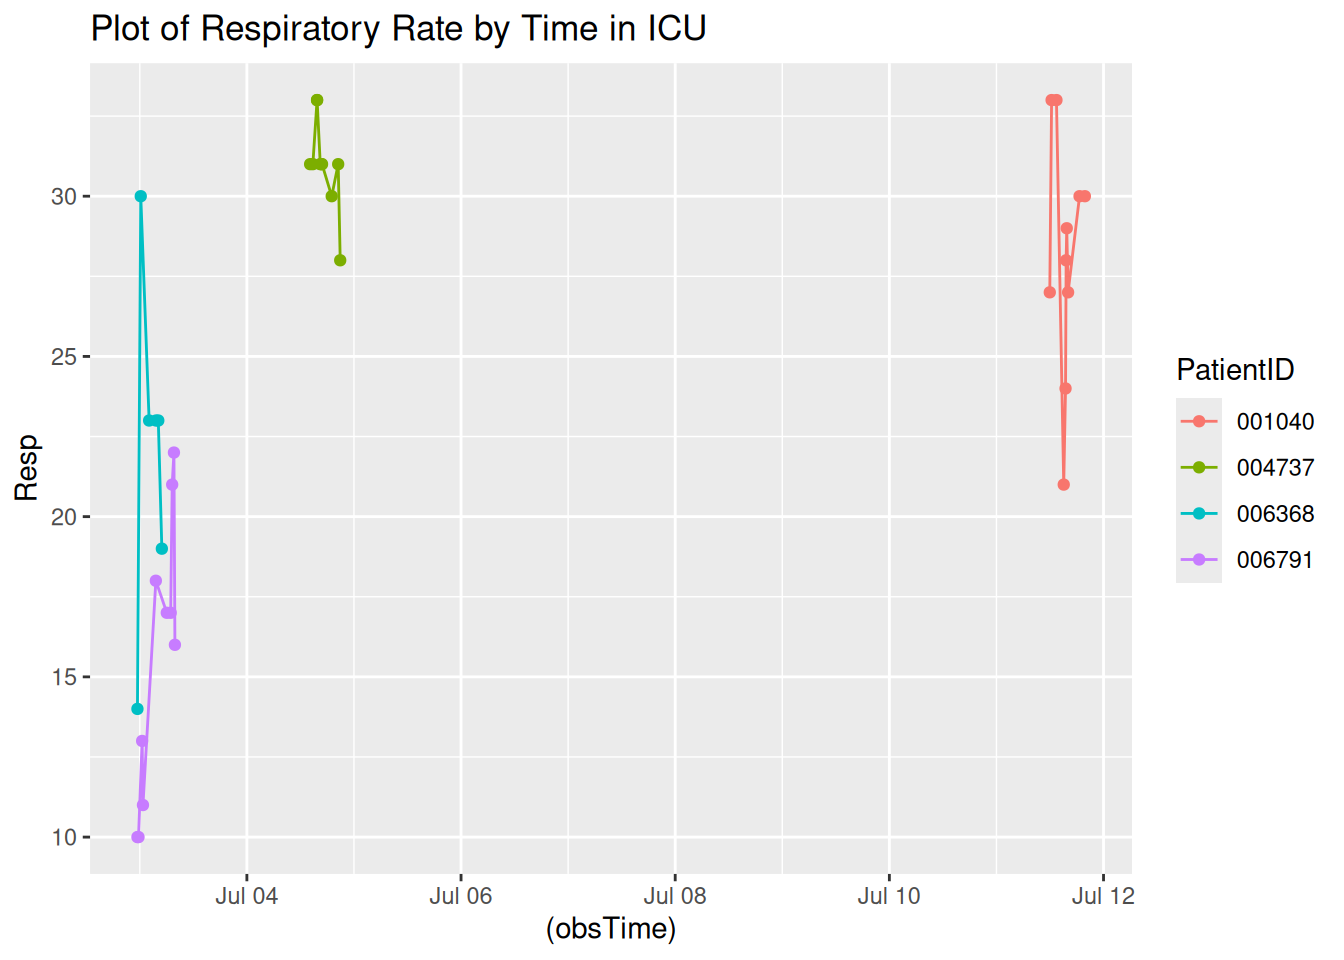 Plot of Respiratory Rate by Time in ICU
Resp
30
25
20
15
10
Jul 04 Jul 06 Jul 08 Jul 10 Jul 12
(obsTime)
PatientID
001040
004737
006368
006791